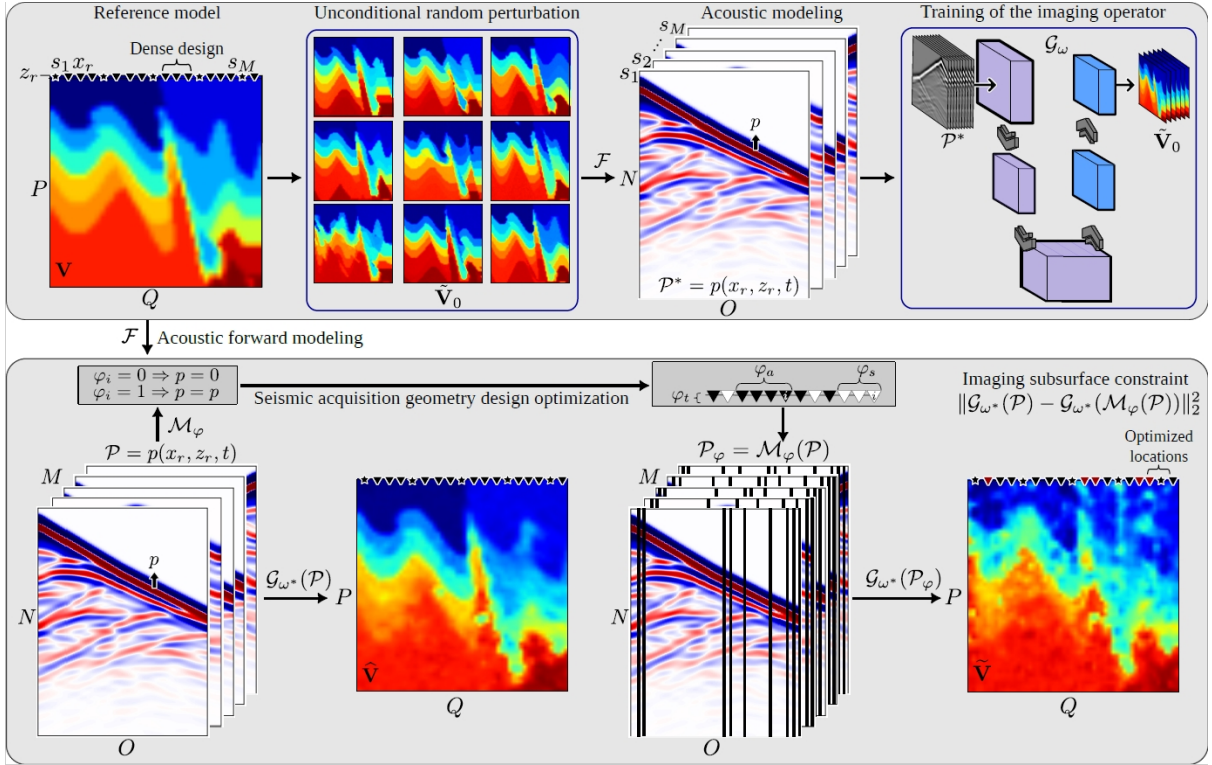 Reference model
Unconditional random perturbation
Acoustic modeling
Training of the imaging operator
Dense design
z_r s_1 x_r s_M
P
V
Q
Ṽ_0
s_M
s_2
s_1
p
ℱ
N
𝒫* = p(x_r, z_r, t)
O
𝒢_ω
𝒫*
Ṽ_0
ℱ Acoustic forward modeling
φ_i = 0 ⇒ p = 0
φ_i = 1 ⇒ p = p
Seismic acquisition geometry design optimization
φ_a
φ_s
φ_t {
i
i
Imaging subsurface constraint
‖𝒢_ω*(𝒫) − 𝒢_ω*(ℳ_φ(𝒫))‖_2^2
ℳ_φ
𝒫 = p(x_r, z_r, t)
M
p
N
O
𝒢_ω*(𝒫)
P
V̂
Q
𝒫_φ = ℳ_φ(𝒫)
M
p
N
O
𝒢_ω*(𝒫_φ)
Optimized
locations
P
Ṽ
Q